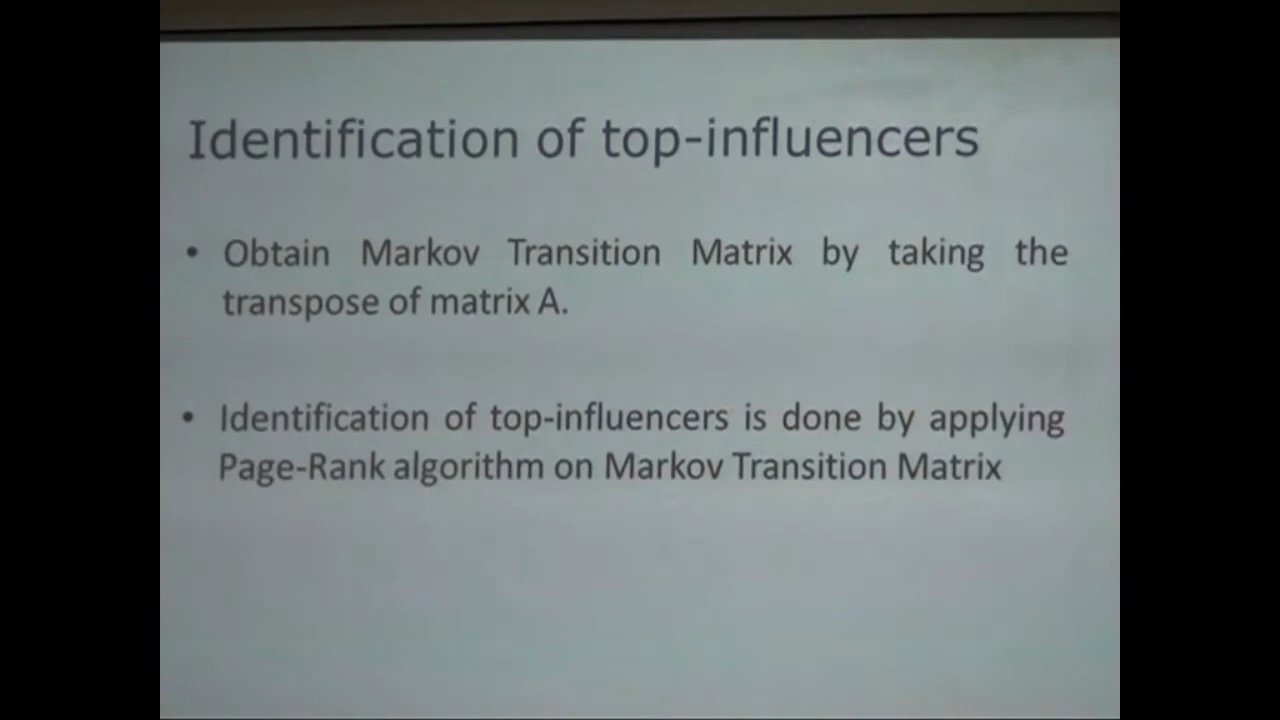 Identification of top-influencers
• Obtain Markov Transition Matrix by taking the
transpose of matrix A.
• Identification of top-influencers is done by applying
Page-Rank algorithm on Markov Transition Matrix